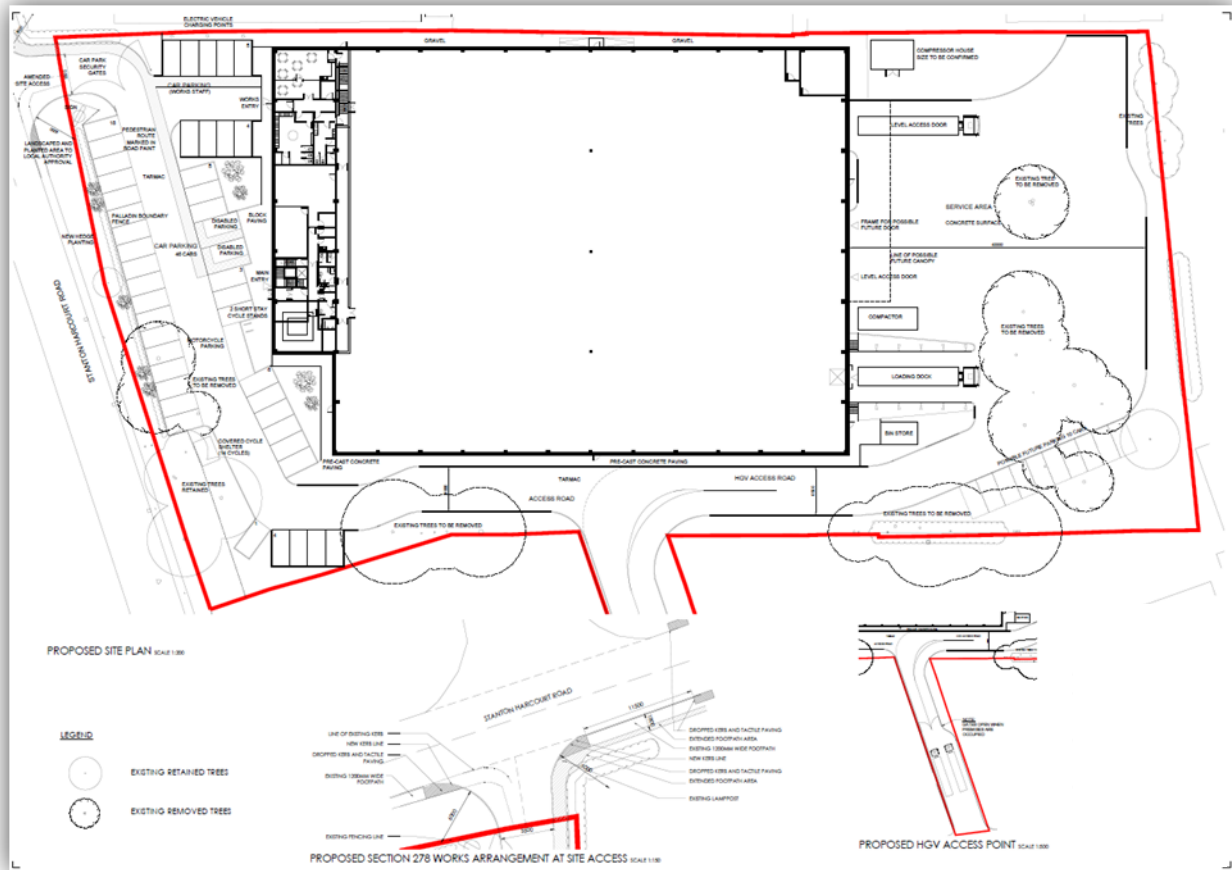 ELECTRIC VEHICLE
CHARGING POINTS
GRAVEL
GRAVEL
CAR PARK
SECURITY
GATES
AMENDED
SITE ACCESS
CAR PARKING
(WORKS STAFF)
WORKS
ENTRY
COMPRESSOR HOUSE
SIZE TO BE CONFIRMED
LEVEL ACCESS DOOR
EXISTING
TREES
PEDESTRIAN
ROUTE
MARKED IN
ROAD PAINT
LANDSCAPED AND
PLANTED AREA TO
LOCAL AUTHORITY
APPROVAL
TARMAC
EXISTING TREE
TO BE REMOVED
SERVICE AREA
CONCRETE SURFACE
PALLADIN BOUNDARY
FENCE
DISABLED
PARKING
BLOCK
PAVING
FRAME FOR POSSIBLE
FUTURE DOOR
NEW HEDGE
PLANTING
CAR PARKING
DISABLED
PARKING
LINE OF POSSIBLE
FUTURE CANOPY
MAIN
ENTRY
LEVEL ACCESS DOOR
2 SHORT STAY
CYCLE STANDS
COMPACTOR
STANTON HARCOURT ROAD
MOTORCYCLE
PARKING
EXISTING TREES
TO BE REMOVED
EXISTING TREES
TO BE REMOVED
LOADING DOCK
COVERED CYCLE
SHELTER
(14 CYCLES)
BIN STORE
PRE-CAST CONCRETE
PAVING
PRE-CAST CONCRETE PAVING
EXISTING TREES
RETAINED
TARMAC
ACCESS ROAD
HGV ACCESS ROAD
EXISTING TREES TO BE REMOVED
EXISTING TREES TO BE REMOVED
PROPOSED SITE PLAN
LEGEND
EXISTING RETAINED TREES
EXISTING REMOVED TREES
STANTON HARCOURT ROAD
LINE OF EXISTING KERB
NEW KERB LINE
DROPPED KERB AND TACTILE
PAVING
EXISTING 1200MM WIDE
FOOTPATH
EXISTING FENCING LINE
11500
DROPPED KERB AND TACTILE PAVING
EXTENDED FOOTPATH AREA
EXISTING 1200MM WIDE FOOTPATH
NEW KERB LINE
DROPPED KERB AND TACTILE PAVING
EXTENDED FOOTPATH AREA
EXISTING LAMPPOST
PROPOSED SECTION 278 WORKS ARRANGEMENT AT SITE ACCESS
PROPOSED HGV ACCESS POINT